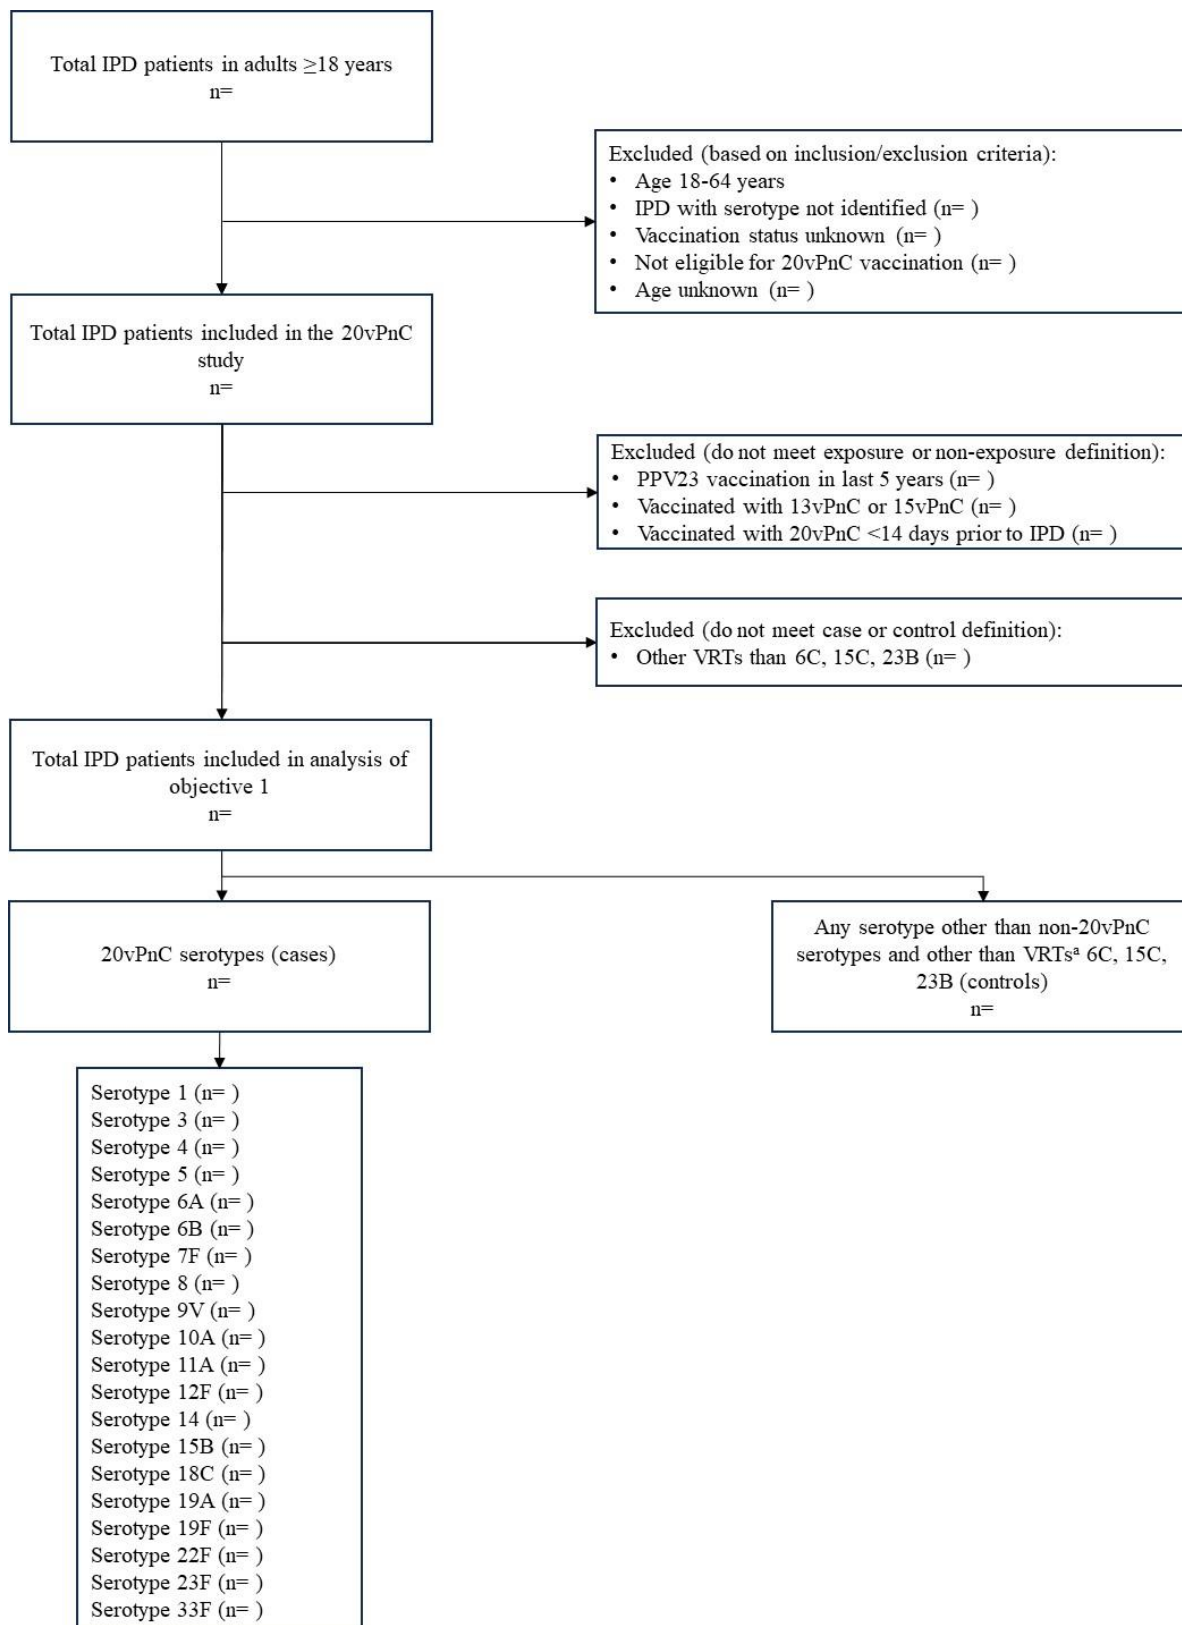 Total IPD patients in adults ≥18 years
n=
Excluded (based on inclusion/exclusion criteria):
• Age 18-64 years
• IPD with serotype not identified (n= )
• Vaccination status unknown (n= )
• Not eligible for 20vPnC vaccination (n= )
• Age unknown (n= )
Total IPD patients included in the 20vPnC
study
n=
Excluded (do not meet exposure or non-exposure definition):
• PPV23 vaccination in last 5 years (n= )
• Vaccinated with 13vPnC or 15vPnC (n= )
• Vaccinated with 20vPnC <14 days prior to IPD (n= )
Excluded (do not meet case or control definition):
• Other VRTs than 6C, 15C, 23B (n= )
Total IPD patients included in analysis of
objective 1
n=
20vPnC serotypes (cases)
n=
Any serotype other than non-20vPnC
serotypes and other than VRTsᵃ 6C, 15C,
23B (controls)
n=
Serotype 1 (n= )
Serotype 3 (n= )
Serotype 4 (n= )
Serotype 5 (n= )
Serotype 6A (n= )
Serotype 6B (n= )
Serotype 7F (n= )
Serotype 8 (n= )
Serotype 9V (n= )
Serotype 10A (n= )
Serotype 11A (n= )
Serotype 12F (n= )
Serotype 14 (n= )
Serotype 15B (n= )
Serotype 18C (n= )
Serotype 19A (n= )
Serotype 19F (n= )
Serotype 22F (n= )
Serotype 23F (n= )
Serotype 33F (n= )